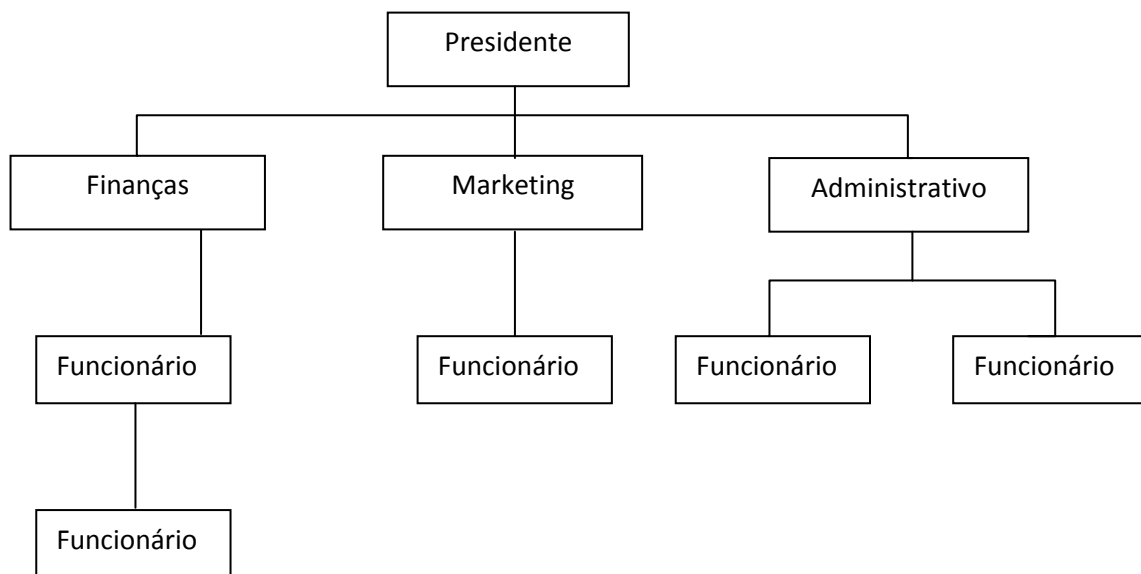 Presidente
Finanças
Marketing
Administrativo
Funcionário
Funcionário
Funcionário
Funcionário
Funcionário